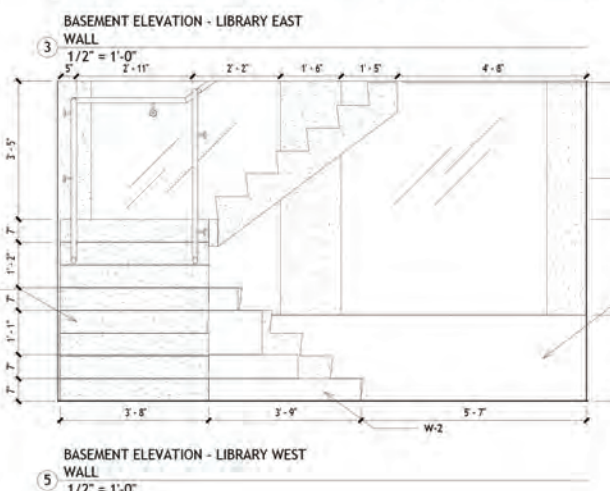 BASEMENT ELEVATION - LIBRARY EAST
WALL
3
1/2" = 1'-0"
5" 2' - 11" 2' - 2" 1' - 6" 1' - 5" 4' - 8"
3' - 5"
7"
1' - 2"
7"
1' - 1"
7"
7"
3' - 8" 3' - 9" 5' - 7"
W-2
BASEMENT ELEVATION - LIBRARY WEST
WALL
5
1/2" = 1'-0"